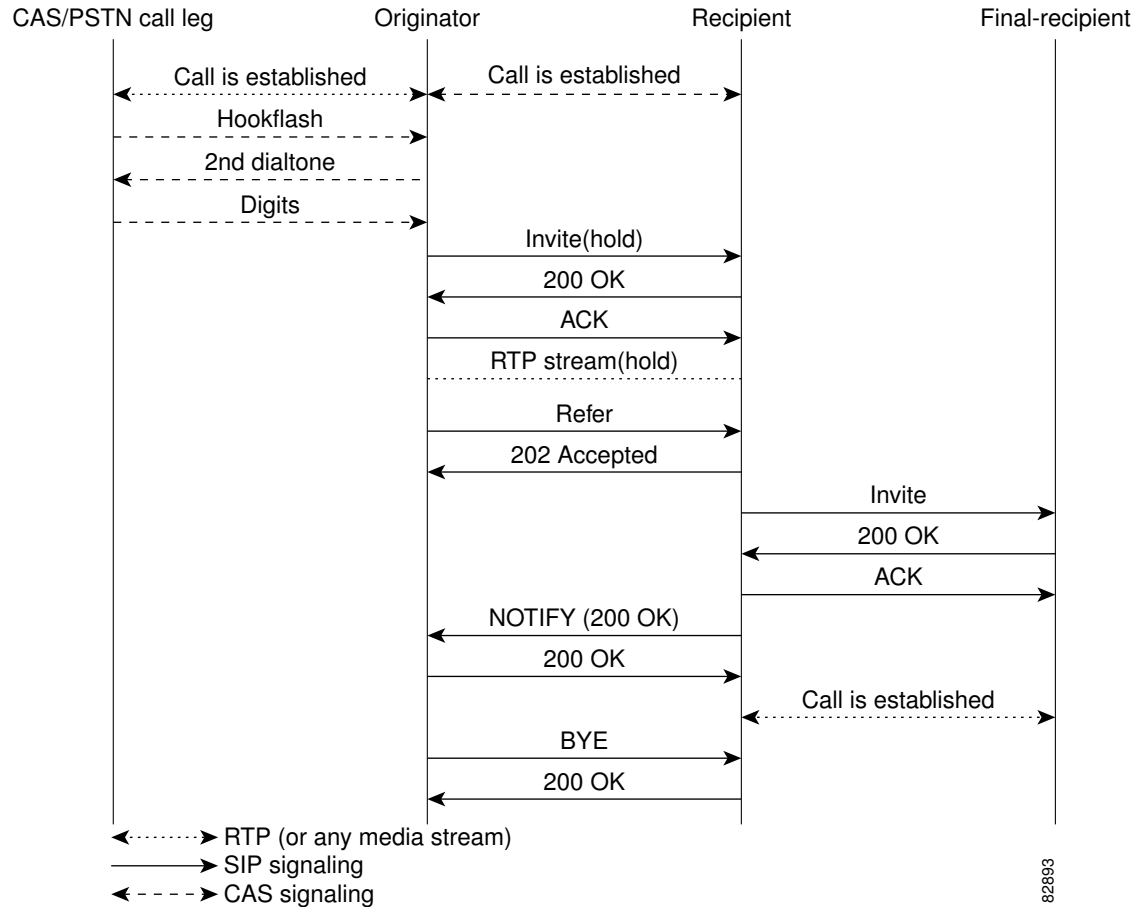 CAS/PSTN call leg
Originator
Recipient
Final-recipient
Call is established
Call is established
Hookflash
2nd dialtone
Digits
Invite(hold)
200 OK
ACK
RTP stream(hold)
Refer
202 Accepted
Invite
200 OK
ACK
NOTIFY (200 OK)
200 OK
Call is established
BYE
200 OK
RTP (or any media stream)
SIP signaling
CAS signaling
82893